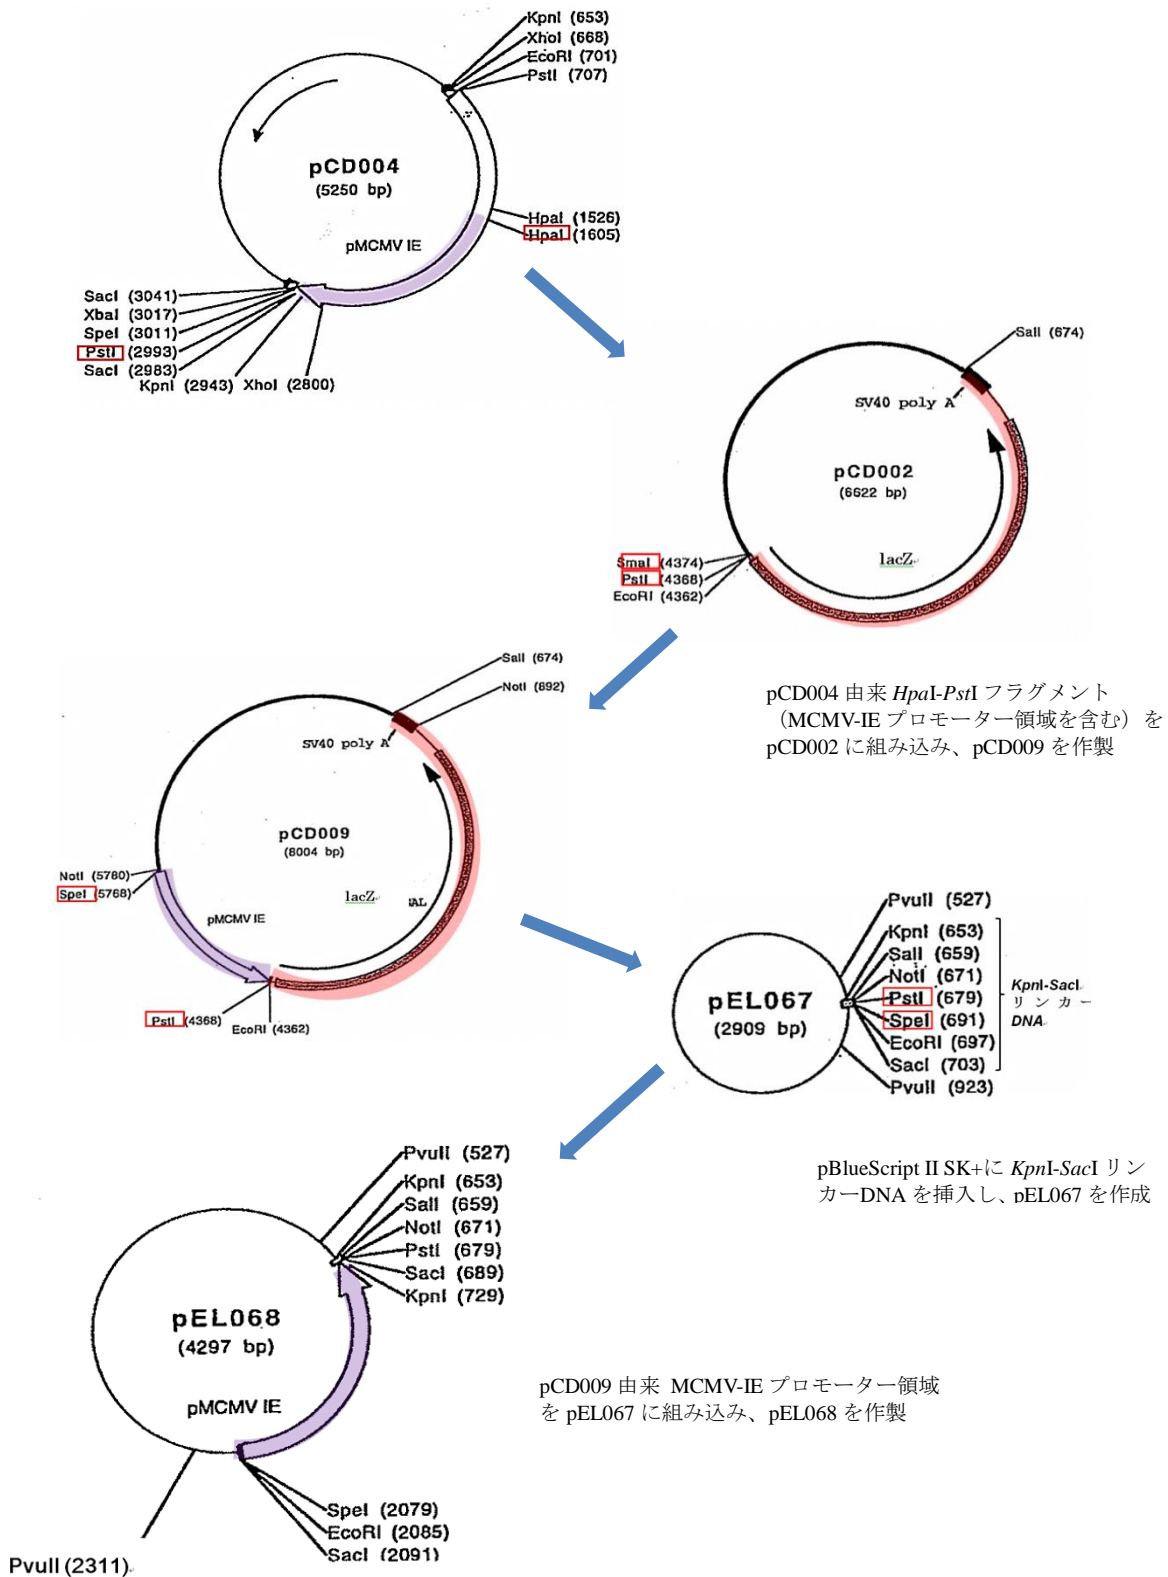 KpnI (653)
XhoI (668)
EcoRI (701)
PstI (707)
pCD004
(5250 bp)
HpaI (1526)
HpaI (1605)
pMCMV IE
SacI (3041)
XbaI (3017)
SpeI (3011)
PstI (2993)
SacI (2983)
KpnI (2943) XhoI (2800)
SalI (674)
SV40 poly A
pCD002
(6622 bp)
lacZ
SmaI (4374)
PstI (4368)
EcoRI (4362)
pCD004 由来 HpaI-PstI フラグメント
(MCMV-IE プロモーター領域を含む)を
pCD002 に組み込み、pCD009 を作製
SalI (674)
NotI (892)
SV40 poly A
pCD009
(8004 bp)
NotI (5780)
SpeI (5768)
lacZ
pMCMV IE
PstI (4368)
EcoRI (4362)
PvuII (527)
KpnI (653)
SalI (659)
NotI (671)
PstI (679)
SpeI (691)
EcoRI (697)
SacI (703)
PvuII (923)
KpnI-SacI
リンカー
DNA
pEL067
(2909 bp)
pBlueScript II SK+に KpnI-SacI リン
カーDNA を挿入し、pEL067 を作成
PvuII (527)
KpnI (653)
SalI (659)
NotI (671)
PstI (679)
SacI (689)
KpnI (729)
pEL068
(4297 bp)
pMCMV IE
pCD009 由来 MCMV-IE プロモーター領域
を pEL067 に組み込み、pEL068 を作製
SpeI (2079)
EcoRI (2085)
SacI (2091)
PvuII (2311)